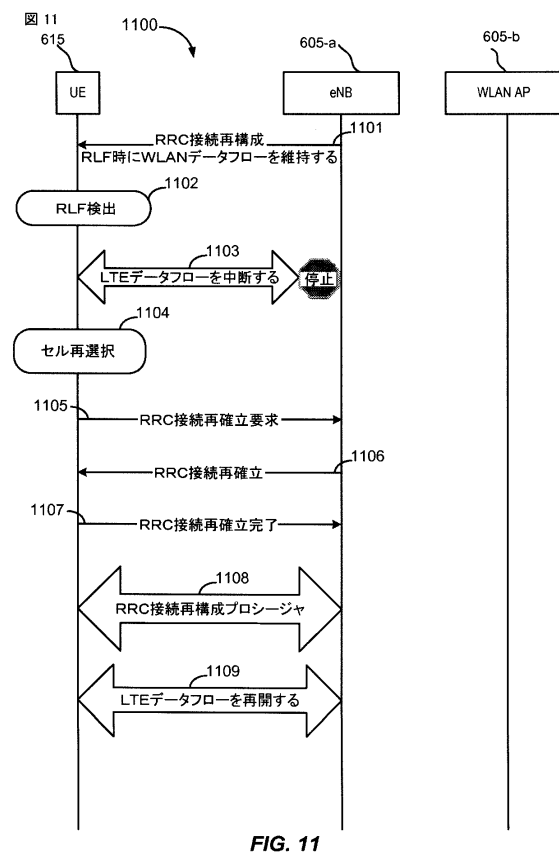 図 11
1100
615
605-a
605-b
UE
eNB
WLAN AP
1101
RRC接続再構成
RLF時にWLANデータフローを維持する
1102
RLF検出
1103
LTEデータフローを中断する
停止
1104
セル再選択
1105
RRC接続再確立要求
1106
RRC接続再確立
1107
RRC接続再確立完了
1108
RRC接続再構成プロシージャ
1109
LTEデータフローを再開する
FIG. 11